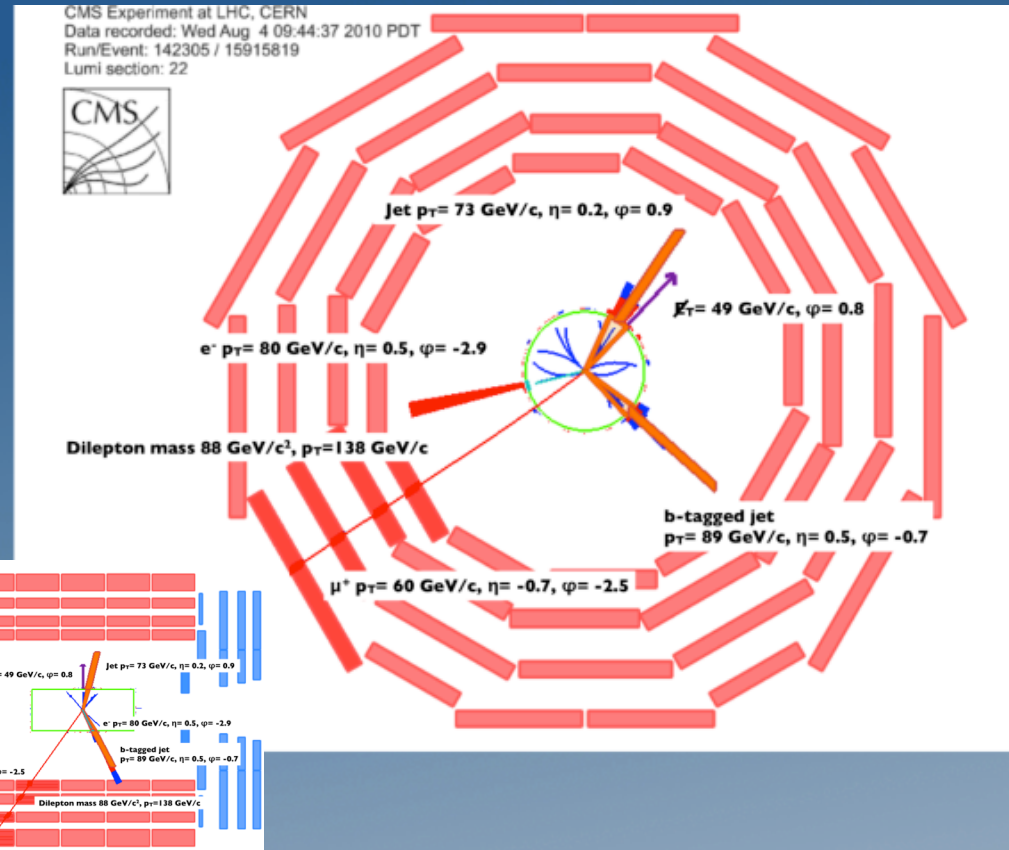 CMS Experiment at LHC, CERN
Data recorded: Wed Aug 4 09:44:37 2010 PDT
Run/Event: 142305 / 15915819
Lumi section: 22
CMS
Jet pT= 73 GeV/c, η= 0.2, φ= 0.9
E̸T= 49 GeV/c, φ= 0.8
e⁻ pT= 80 GeV/c, η= 0.5, φ= -2.9
Dilepton mass 88 GeV/c², pT=138 GeV/c
b-tagged jet
pT= 89 GeV/c, η= 0.5, φ= -0.7
μ⁺ pT= 60 GeV/c, η= -0.7, φ= -2.5
Jet pT= 73 GeV/c, η= 0.2, φ= 0.9
= 49 GeV/c, φ= 0.8
e⁻ pT= 80 GeV/c, η= 0.5, φ= -2.9
b-tagged jet
pT= 89 GeV/c, η= 0.5, φ= -0.7
= -2.5
Dilepton mass 88 GeV/c², pT=138 GeV/c